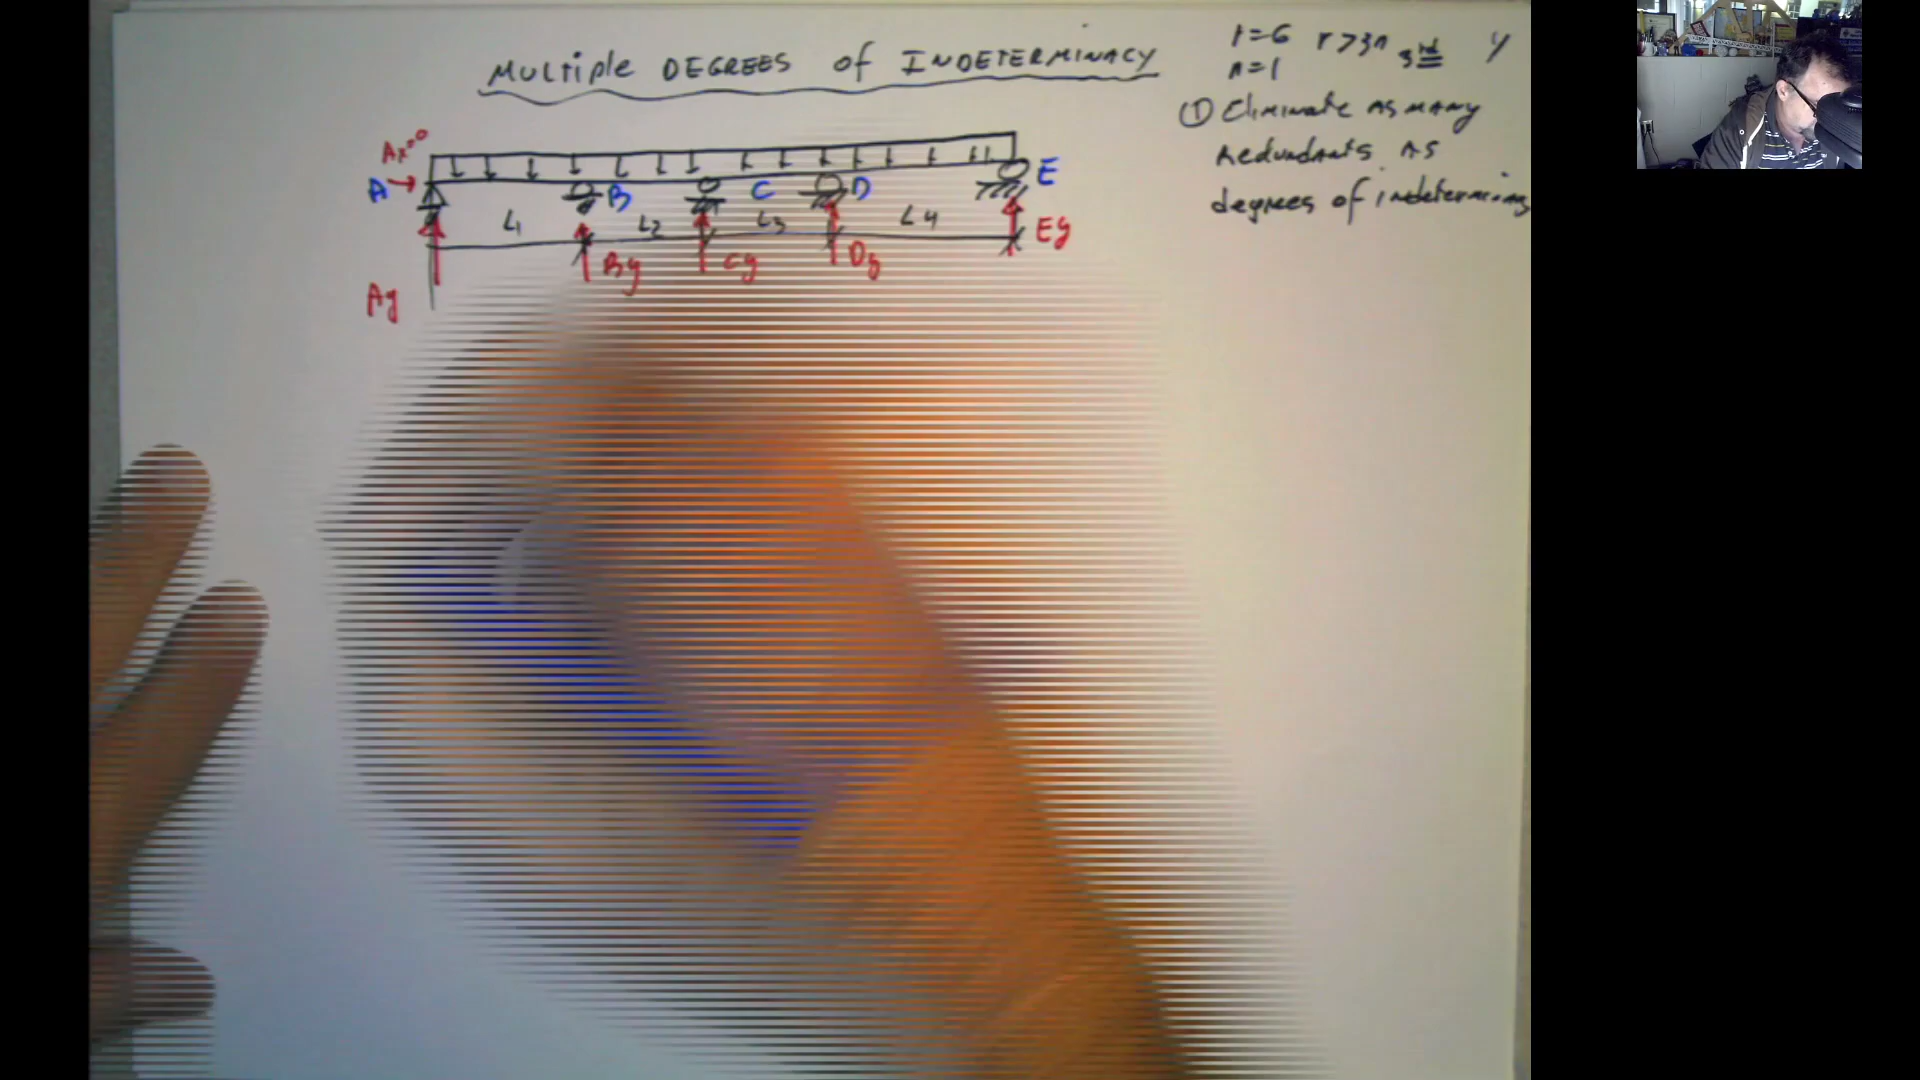 MULTIPLE DEGREES of INDETERMINACY
r=6 r>3n 3rd
n=1
① Eliminate AS MANY
Redundants AS
degrees of indeterminacy
Ax=0
A B C D E
L1 L2 L3 L4
Ay By Cy Dy Ey